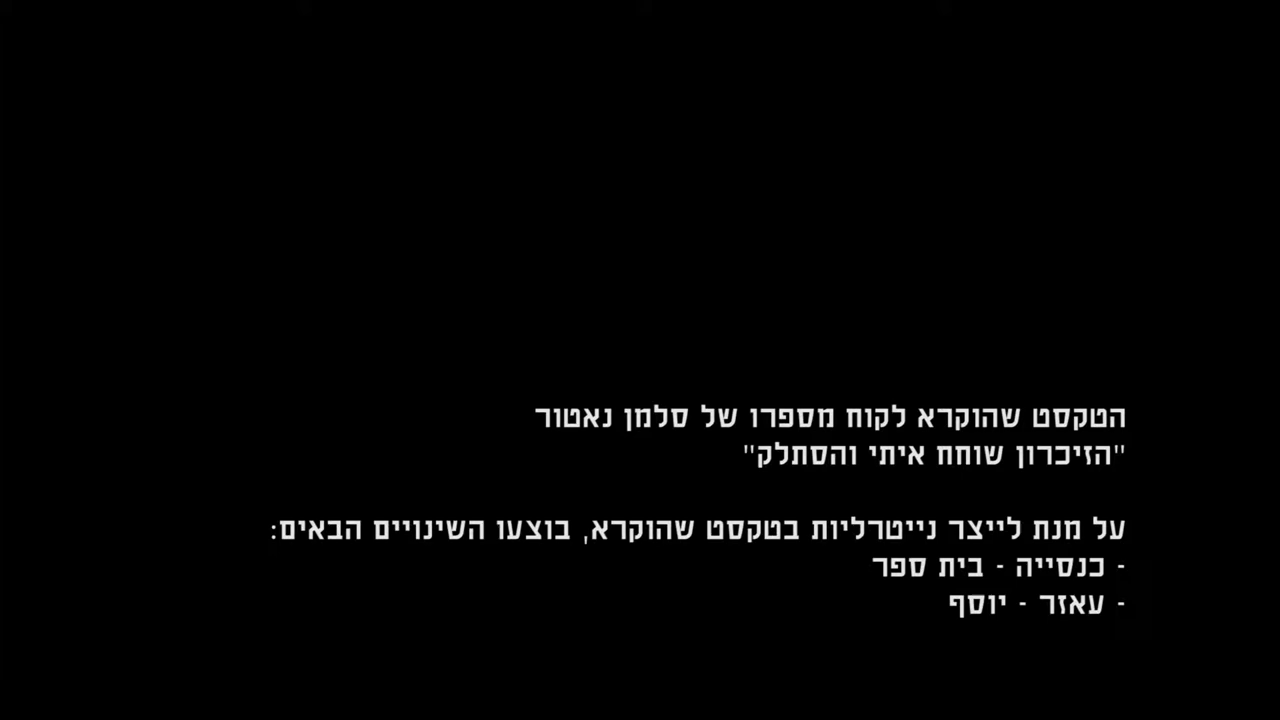 הטקסט שהוקרא לקוח מספרו של סלמן נאטור
"הזיכרון שוחח איתי והסתלק"
על מנת לייצר נייטרליות בטקסט שהוקרא, בוצעו השינויים הבאים:
- כנסייה - בית ספר
- עאזר - יוסף